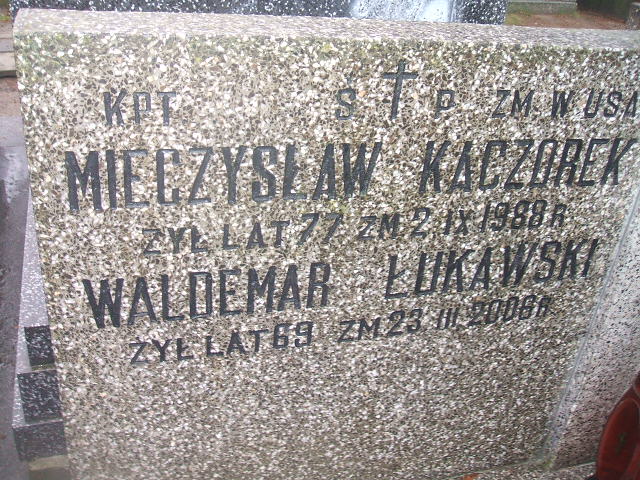 KPT Ś † P ZM. W USA
MIECZYSŁAW KACZOREK
ŻYŁ LAT 77 ZM. 2 IX 1988 R
WALDEMAR ŁUKAWSKI
ŻYŁ LAT 69 ZM 23 III 2006 R